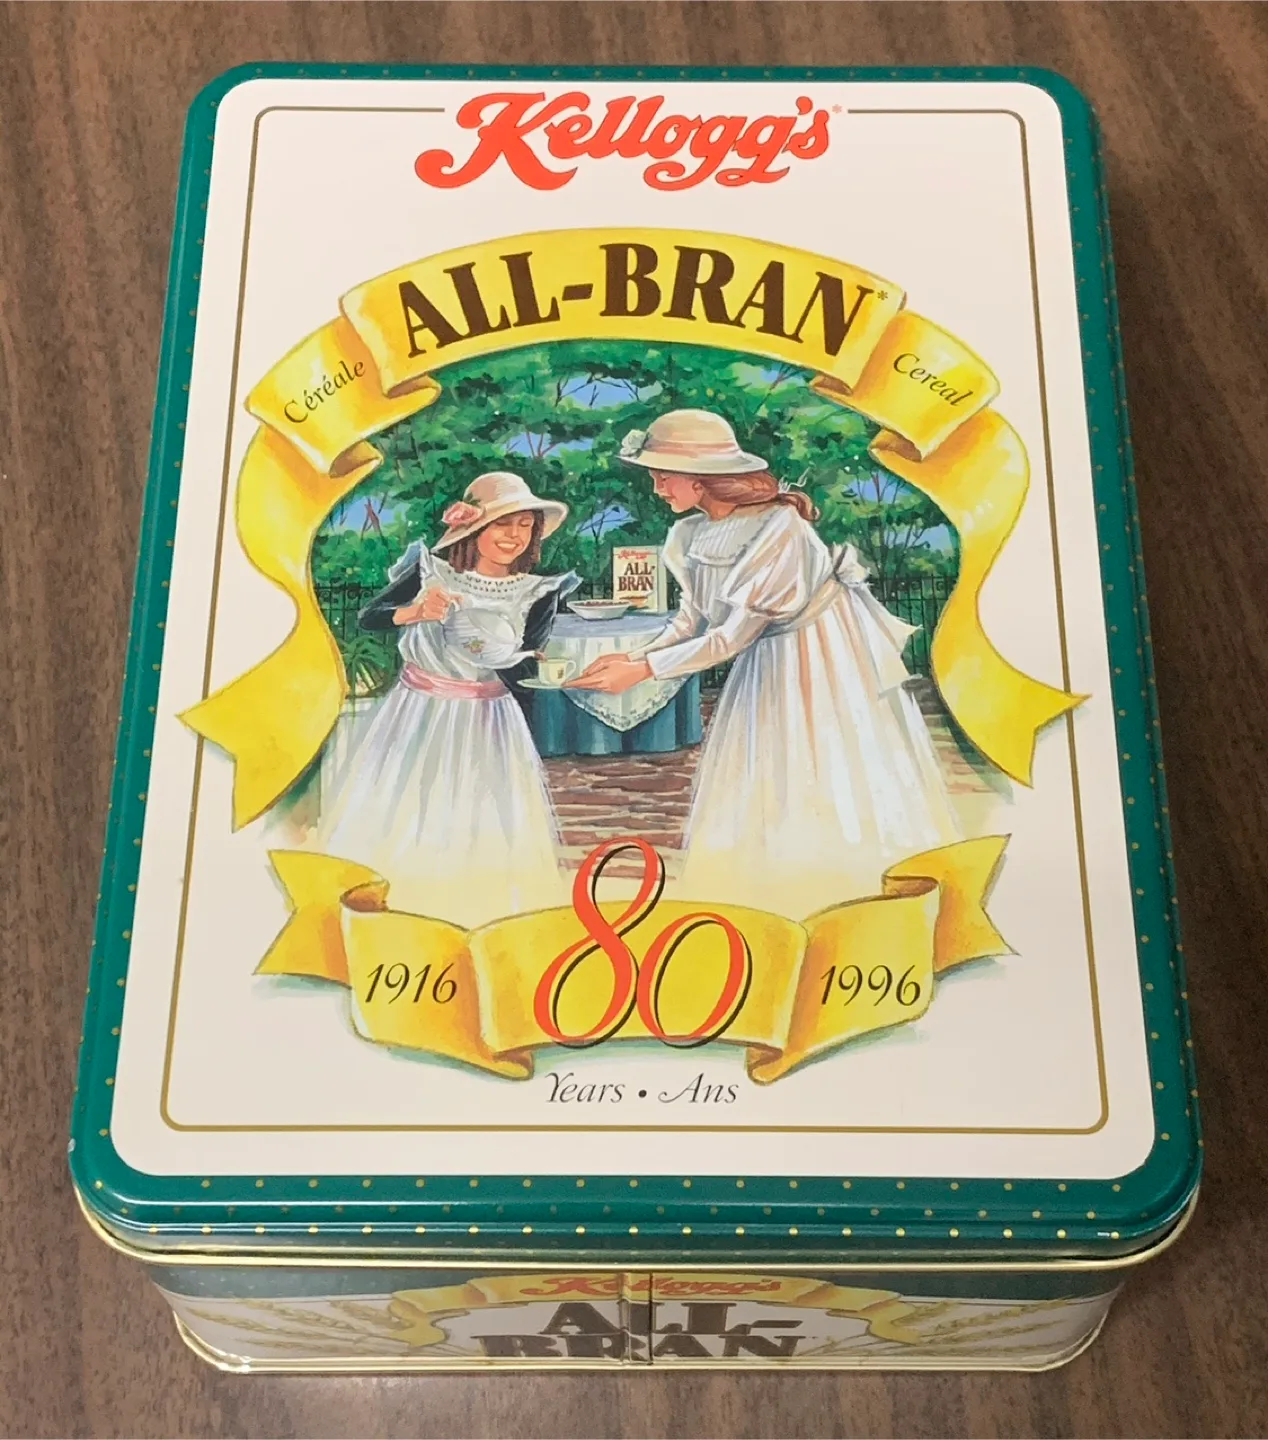 Kellogg's*
ALL-BRAN*
Céréale
Cereal
Kellogg's
ALL-
BRAN
1916
80
1996
Years • Ans
Kellogg's
ALL-
BRAN